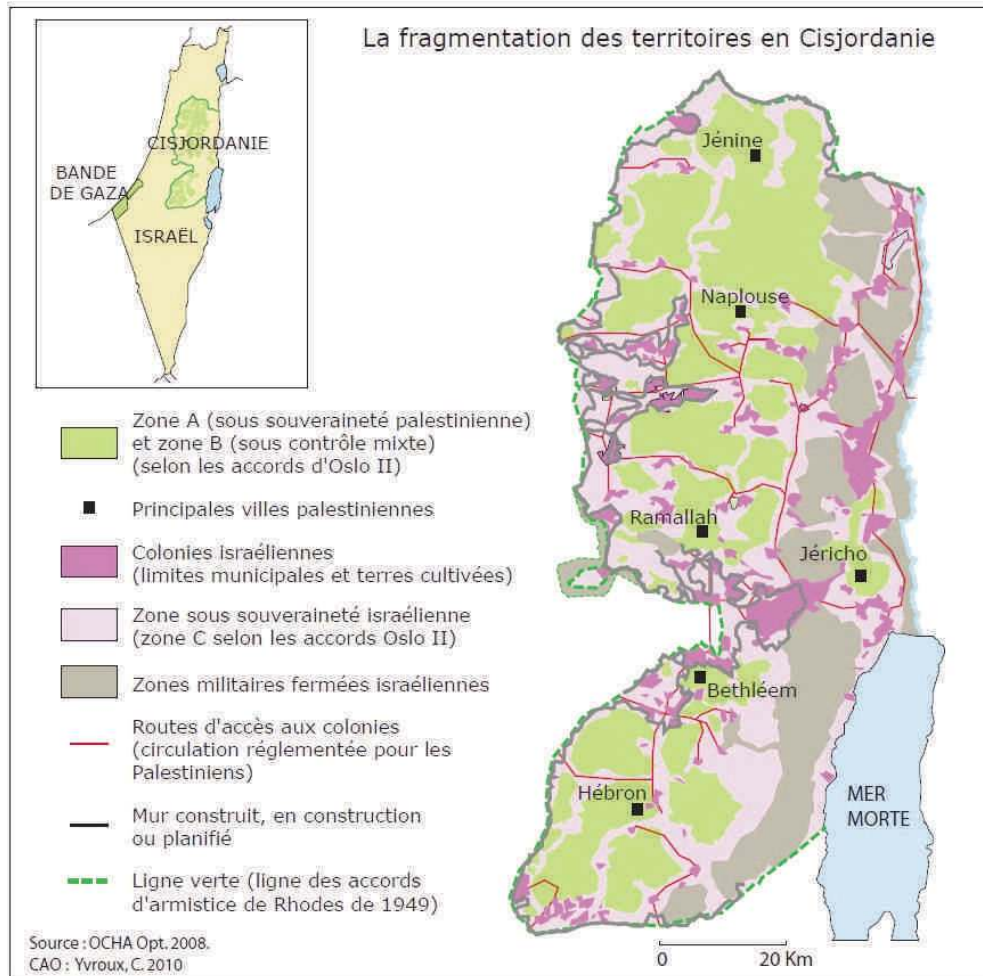 La fragmentation des territoires en Cisjordanie
CISJORDANIE
BANDE
DE GAZA
ISRAËL
Jénine
Naplouse
Ramallah
Jéricho
Bethléem
Hébron
MER
MORTE
Zone A (sous souveraineté palestinienne)
et zone B (sous contrôle mixte)
(selon les accords d'Oslo II)
Principales villes palestiniennes
Colonies israéliennes
(limites municipales et terres cultivées)
Zone sous souveraineté israélienne
(zone C selon les accords Oslo II)
Zones militaires fermées israéliennes
Routes d'accès aux colonies
(circulation réglementée pour les
Palestiniens)
Mur construit, en construction
ou planifié
Ligne verte (ligne des accords
d'armistice de Rhodes de 1949)
Source : OCHA Opt. 2008.
CAO : Yvroux, C. 2010
0 20 Km